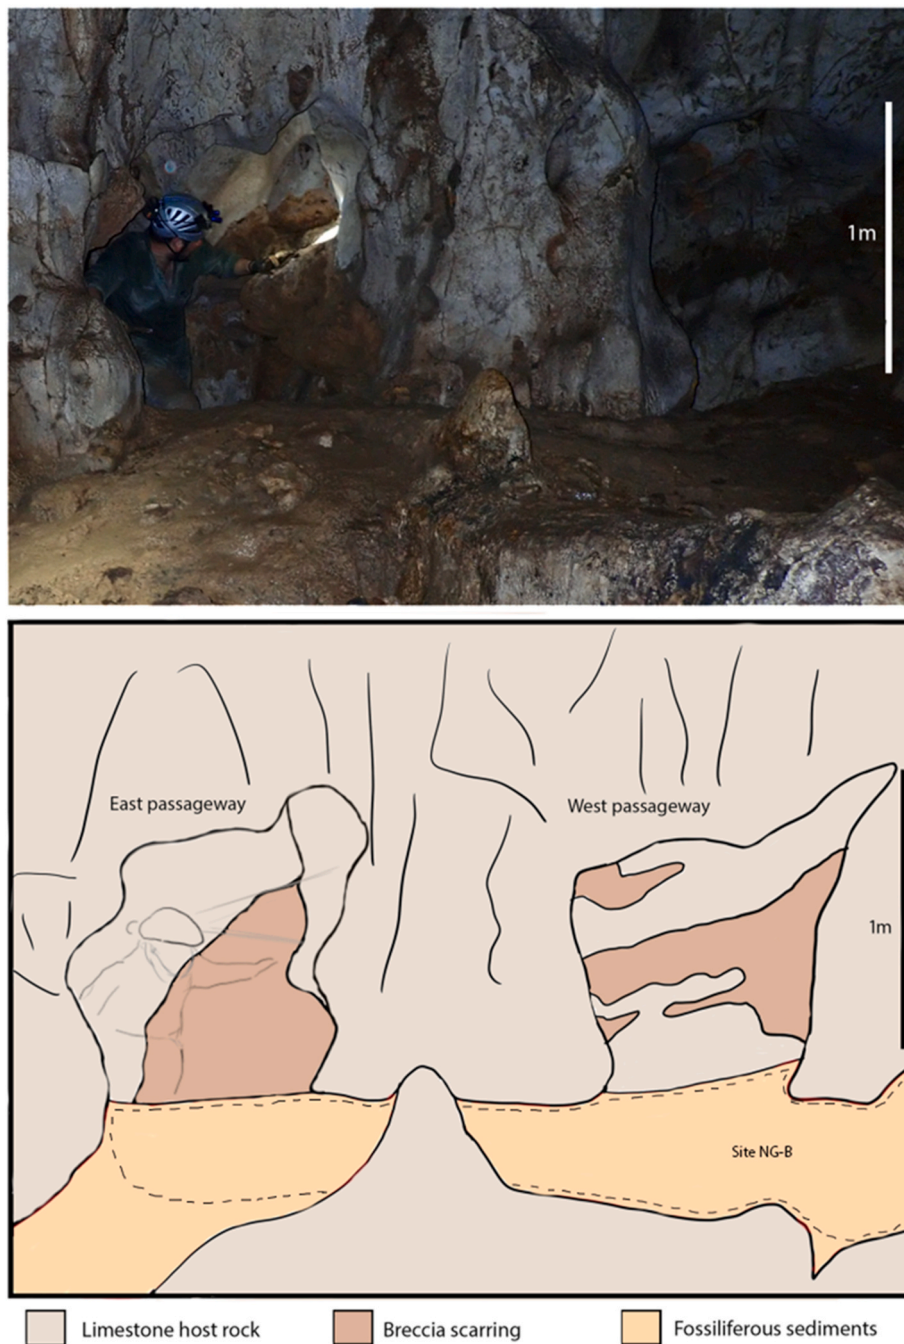 1m
East passageway
West passageway
1m
Site NG-B
Limestone host rock
Breccia scarring
Fossiliferous sediments